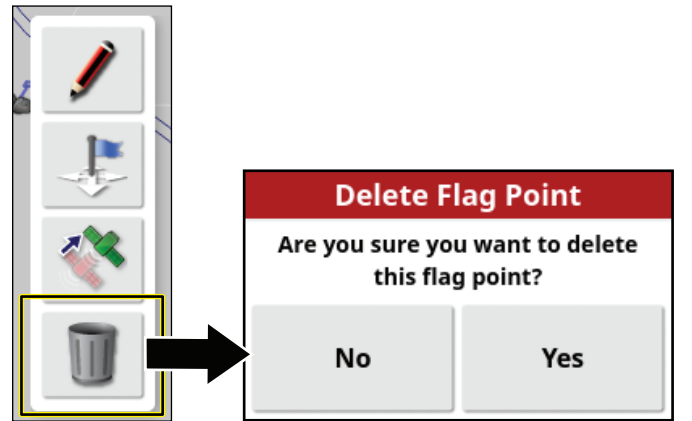 Delete Flag Point
Are you sure you want to delete
this flag point?
No
Yes